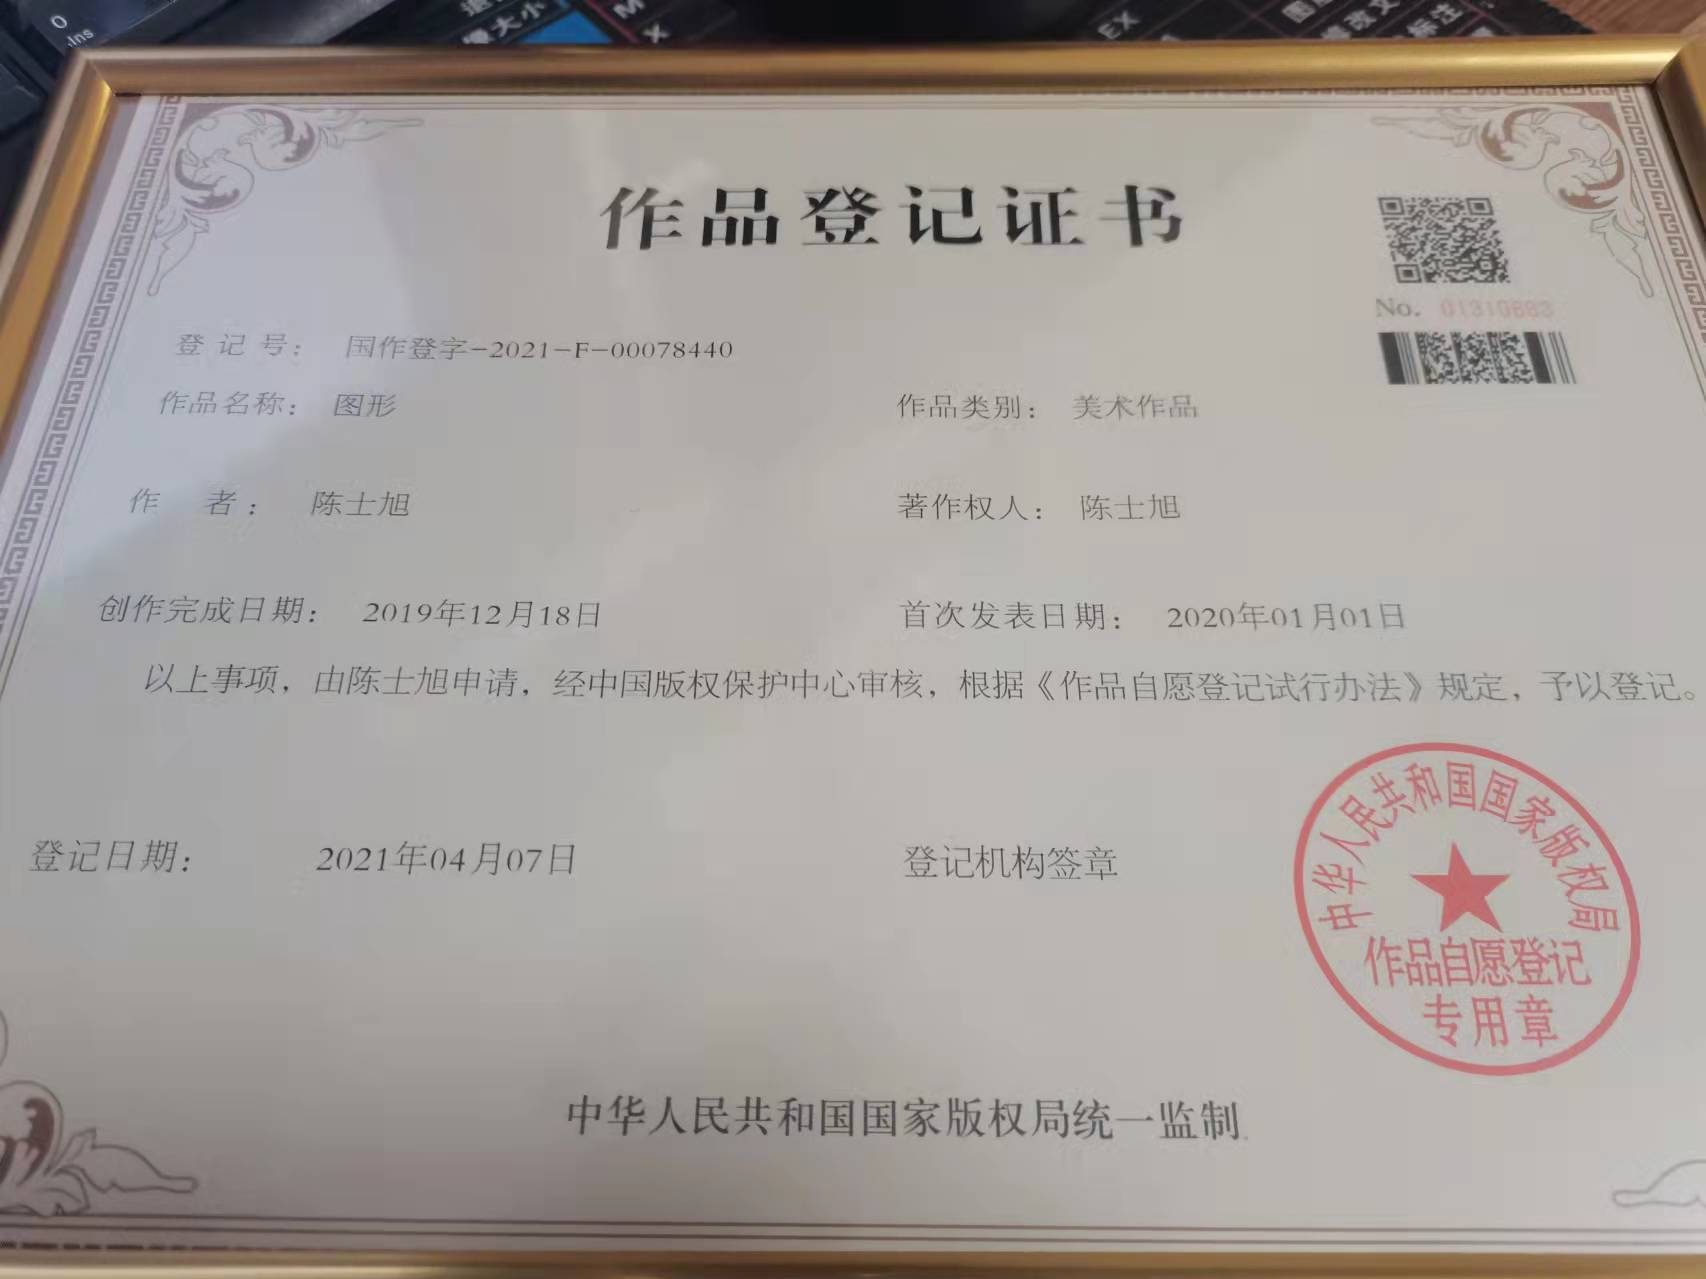 作品登记证书
No. 01310883
登记号： 国作登字-2021-F-00078440
作品名称： 图形
作品类别： 美术作品
作 者： 陈士旭
著作权人： 陈士旭
创作完成日期： 2019年12月18日
首次发表日期： 2020年01月01日
以上事项，由陈士旭申请，经中国版权保护中心审核，根据《作品自愿登记试行办法》规定，予以登记。
登记日期： 2021年04月07日
登记机构签章
中华人民共和国国家版权局
作品自愿登记
专用章
中华人民共和国国家版权局统一监制